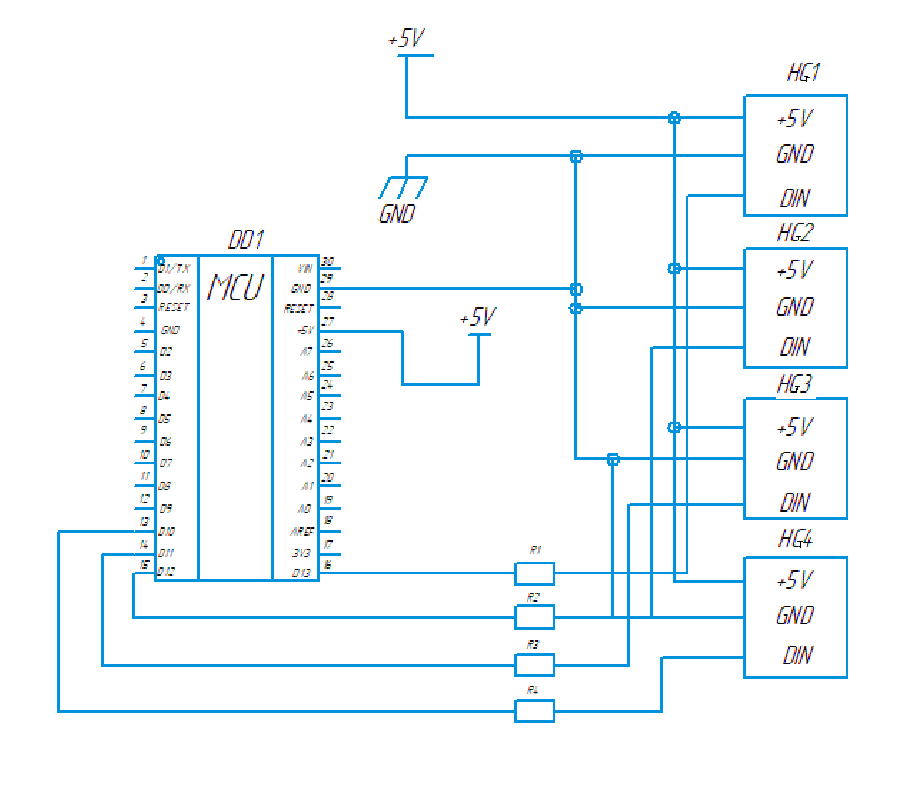 +5V
HG1
+5V
GND
DIN
GND
DD1
MCU
HG2
+5V
GND
DIN
1 D1/TX
2 D0/RX
3 RESET
4 GND
5 D2
6 D3
7 D4
8 D5
9 D6
10 D7
11 D8
12 D9
13 D10
14 D11
15 D12
VIN 30
GND 29
RESET 28
+5V 27
A7 26
A6 25
A5 24
A4 23
A3 22
A2 21
A1 20
A0 19
AREF 18
3V3 17
D13 16
+5V
HG3
+5V
GND
DIN
HG4
+5V
GND
DIN
R1
R2
R3
R4